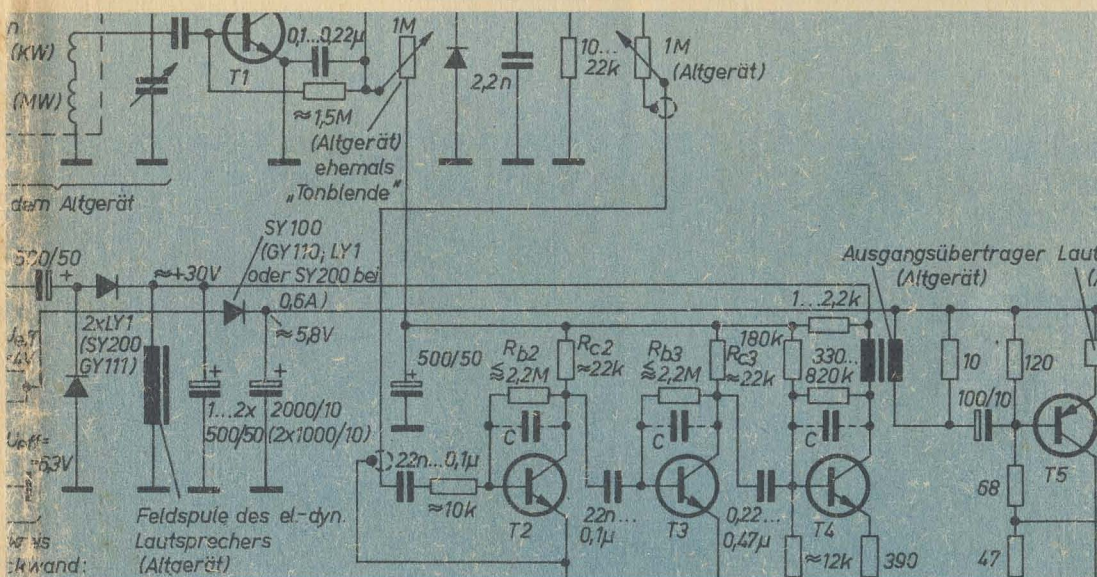 n
(KW)
(MW)
T1
0,1...0,22µ
≈1,5M
1M
(Altgerät)
ehemals
„Tonblende"
2,2n
10...
22k
1M
(Altgerät)
dem Altgerät
500/50
+
≈+30V
SY100
(GY110; LY1
oder SY200 bei
0,6A)
≈5,8V
2xLY1
(SY200
GY111)
+
1...2x
500/50
+
2000/10
(2x1000/10)
Feldspule des el.-dyn.
Lautsprechers
(Altgerät)
Ueff=
6,3V
kwand:
500/50
+
22n...0,1µ
≈10k
Rb2
≦2,2M
Rc2
≈22k
C
T2
22n...
0,1µ
Rb3
≦2,2M
Rc3
≈22k
C
T3
0,22...
0,47µ
180k
1...2,2k
330...
820k
C
T4
≈12k
390
Ausgangsübertrager
(Altgerät)
Laut
10
120
100/10
T5
68
47